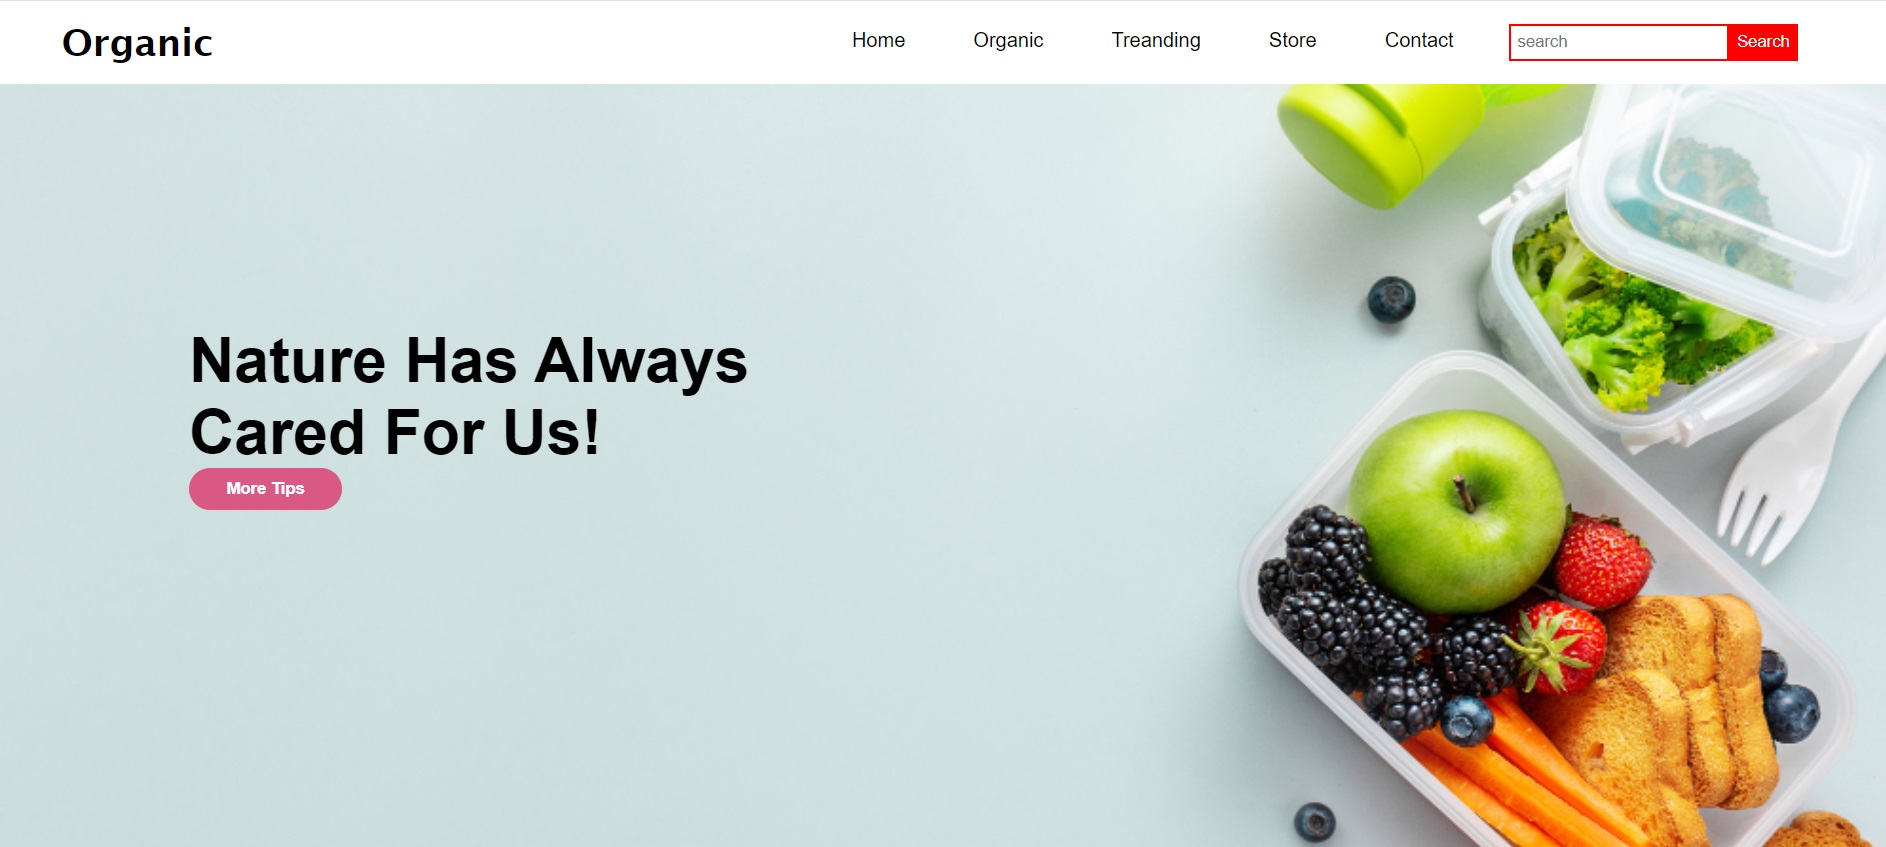 Organic
Home Organic Treanding Store Contact search Search
Nature Has Always
Cared For Us!
More Tips